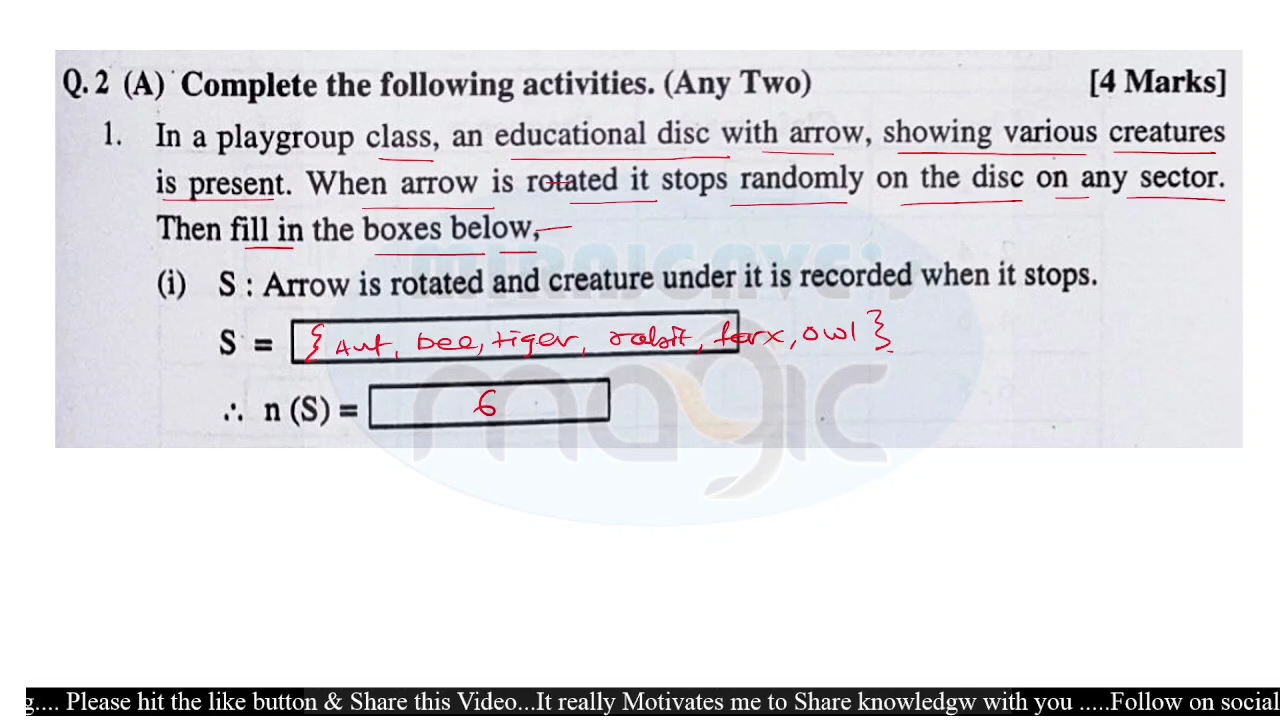 Q. 2 (A) Complete the following activities. (Any Two) [4 Marks]
1. In a playgroup class, an educational disc with arrow, showing various creatures
is present. When arrow is rotated it stops randomly on the disc on any sector.
Then fill in the boxes below,
(i) S : Arrow is rotated and creature under it is recorded when it stops.
S = { Ant, bee, tiger, rabit, forx, owl }
∴ n (S) = 6
magic
g.... Please hit the like button & Share this Video...It really Motivates me to Share knowledgw with you .....Follow on social